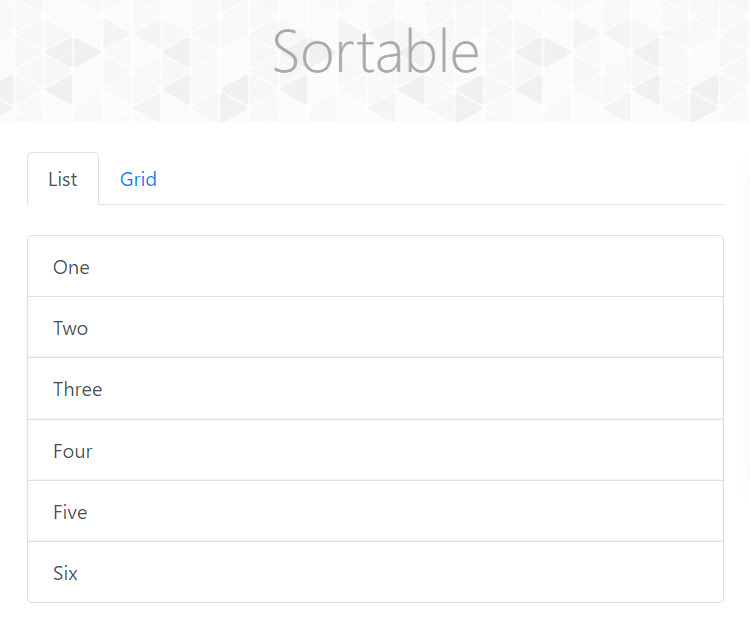 Sortable
List Grid
One
Two
Three
Four
Five
Six